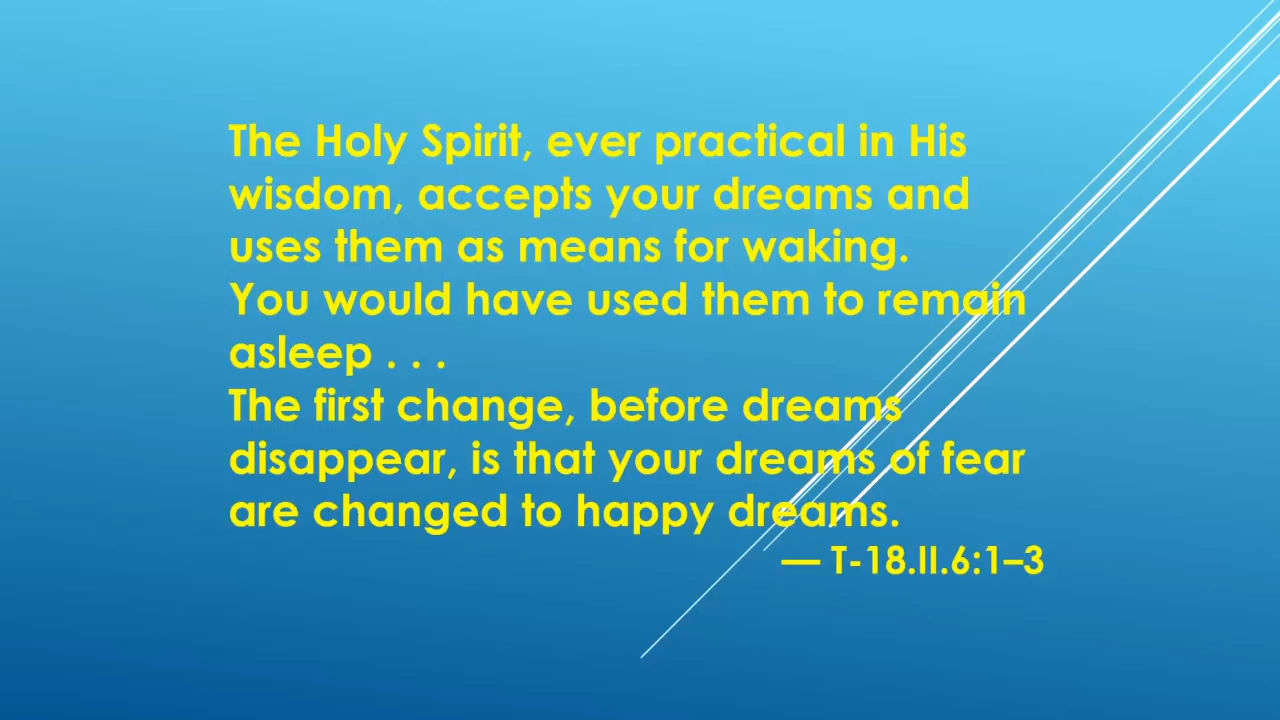 The Holy Spirit, ever practical in His
wisdom, accepts your dreams and
uses them as means for waking.
You would have used them to remain
asleep . . .
The first change, before dreams
disappear, is that your dreams of fear
are changed to happy dreams.
— T-18.II.6:1–3